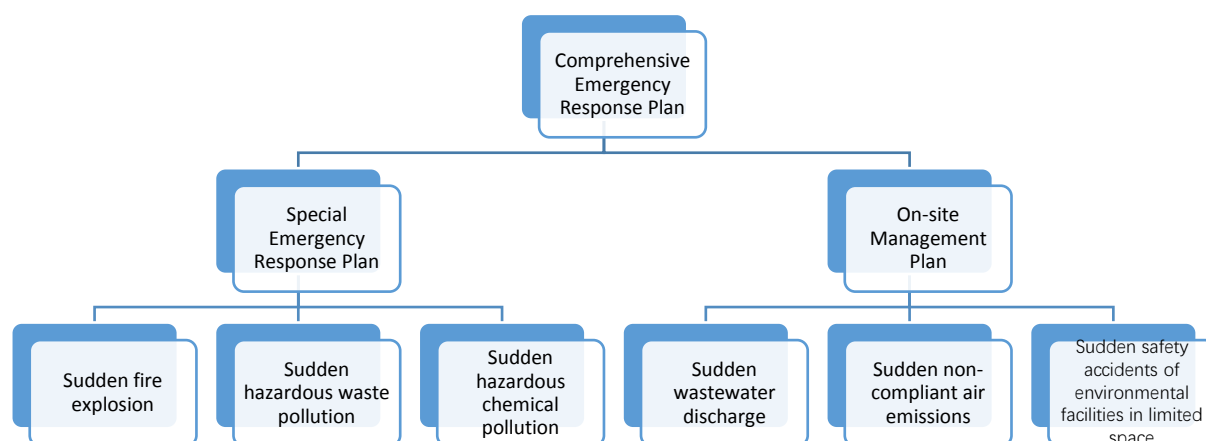 Comprehensive
Emergency
Response Plan
Special
Emergency
Response Plan
On-site
Management
Plan
Sudden fire
explosion
Sudden
hazardous waste
pollution
Sudden
hazardous
chemical
pollution
Sudden
wastewater
discharge
Sudden non-
compliant air
emissions
Sudden safety
accidents of
environmental
facilities in limited
space